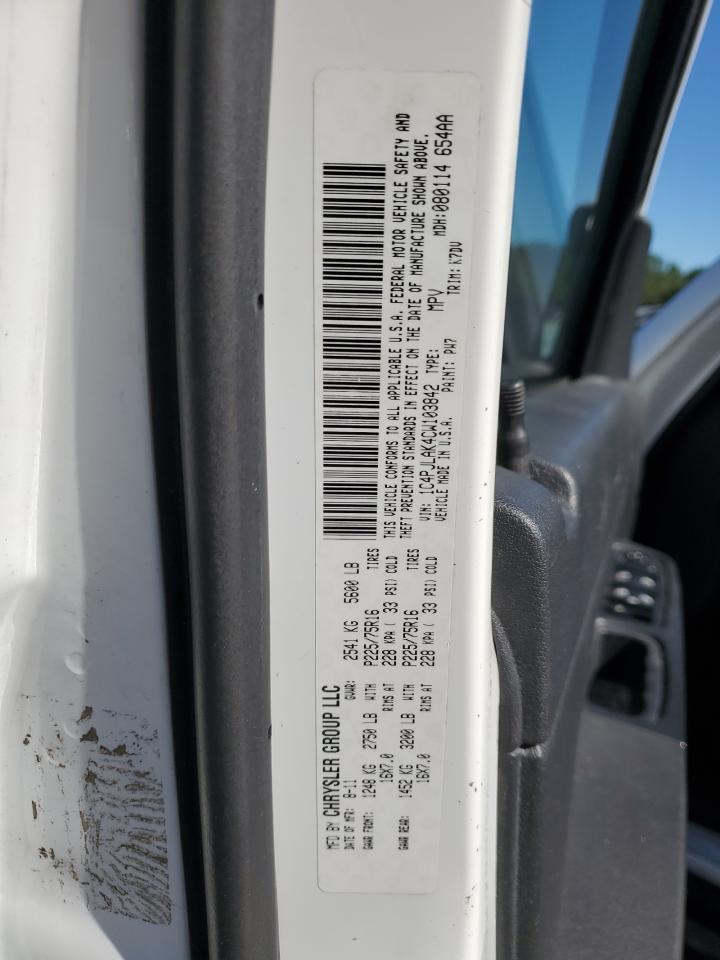 MFD BY CHRYSLER GROUP LLC
DATE OF MFR: 8-11 GVWR: 2541 KG 5600 LB
GAWR FRONT: 1248 KG 2750 LB WITH P225/75R16 TIRES
16X7.0 RIMS AT 228 KPA ( 33 PSI) COLD
GAWR REAR: 1452 KG 3200 LB WITH P225/75R16 TIRES
16X7.0 RIMS AT 228 KPA ( 33 PSI) COLD
THIS VEHICLE CONFORMS TO ALL APPLICABLE U.S.A. FEDERAL MOTOR VEHICLE SAFETY AND
THEFT PREVENTION STANDARDS IN EFFECT ON THE DATE OF MANUFACTURE SHOWN ABOVE.
VIN: 1C4PJLAK4CW103842 TYPE: MPV MDH: 080114 654AA
VEHICLE MADE IN U.S.A. PAINT: PW7 TRIM: K7DV